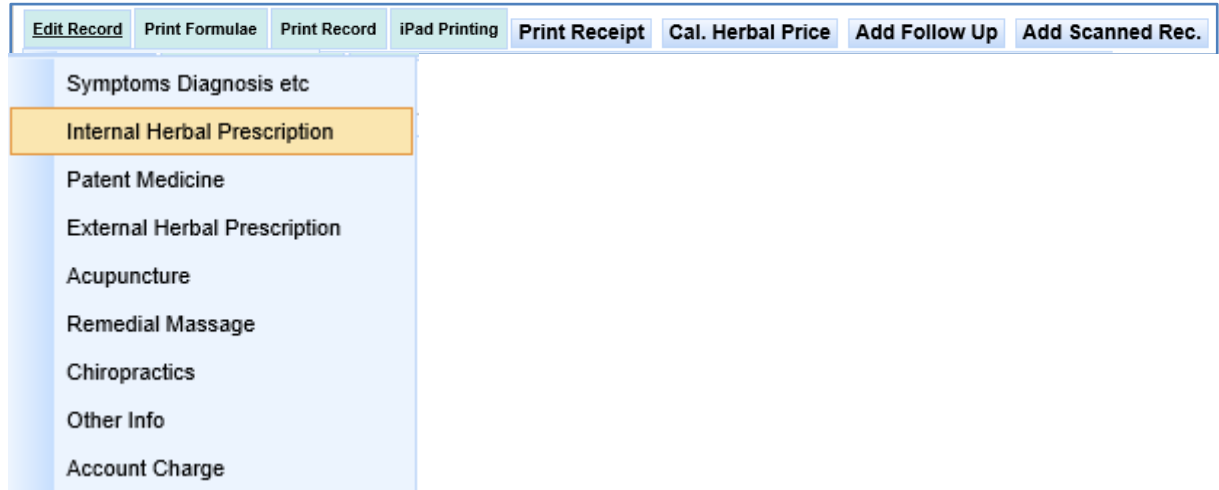 Edit Record Print Formulae Print Record iPad Printing Print Receipt Cal. Herbal Price Add Follow Up Add Scanned Rec.
Symptoms Diagnosis etc
Internal Herbal Prescription
Patent Medicine
External Herbal Prescription
Acupuncture
Remedial Massage
Chiropractics
Other Info
Account Charge